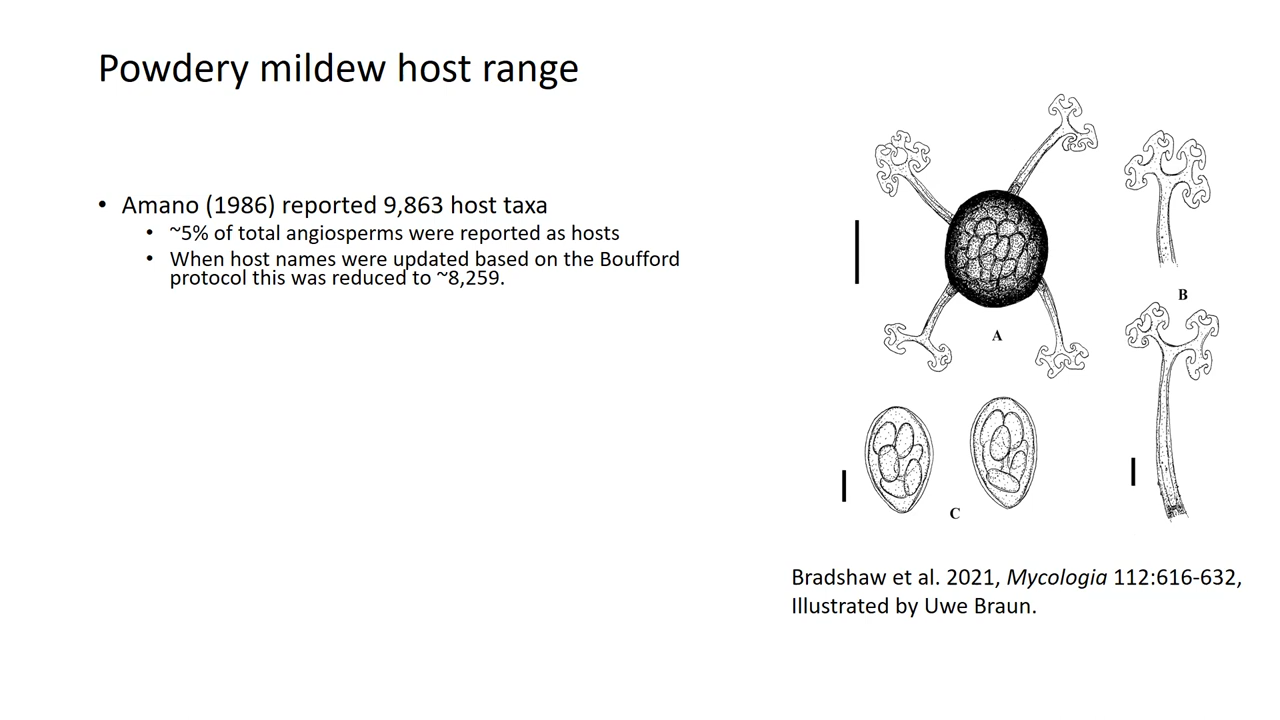 Powdery mildew host range
• Amano (1986) reported 9,863 host taxa
• ~5% of total angiosperms were reported as hosts
• When host names were updated based on the Boufford
protocol this was reduced to ~8,259.
A
B
C
Bradshaw et al. 2021, Mycologia 112:616-632,
Illustrated by Uwe Braun.